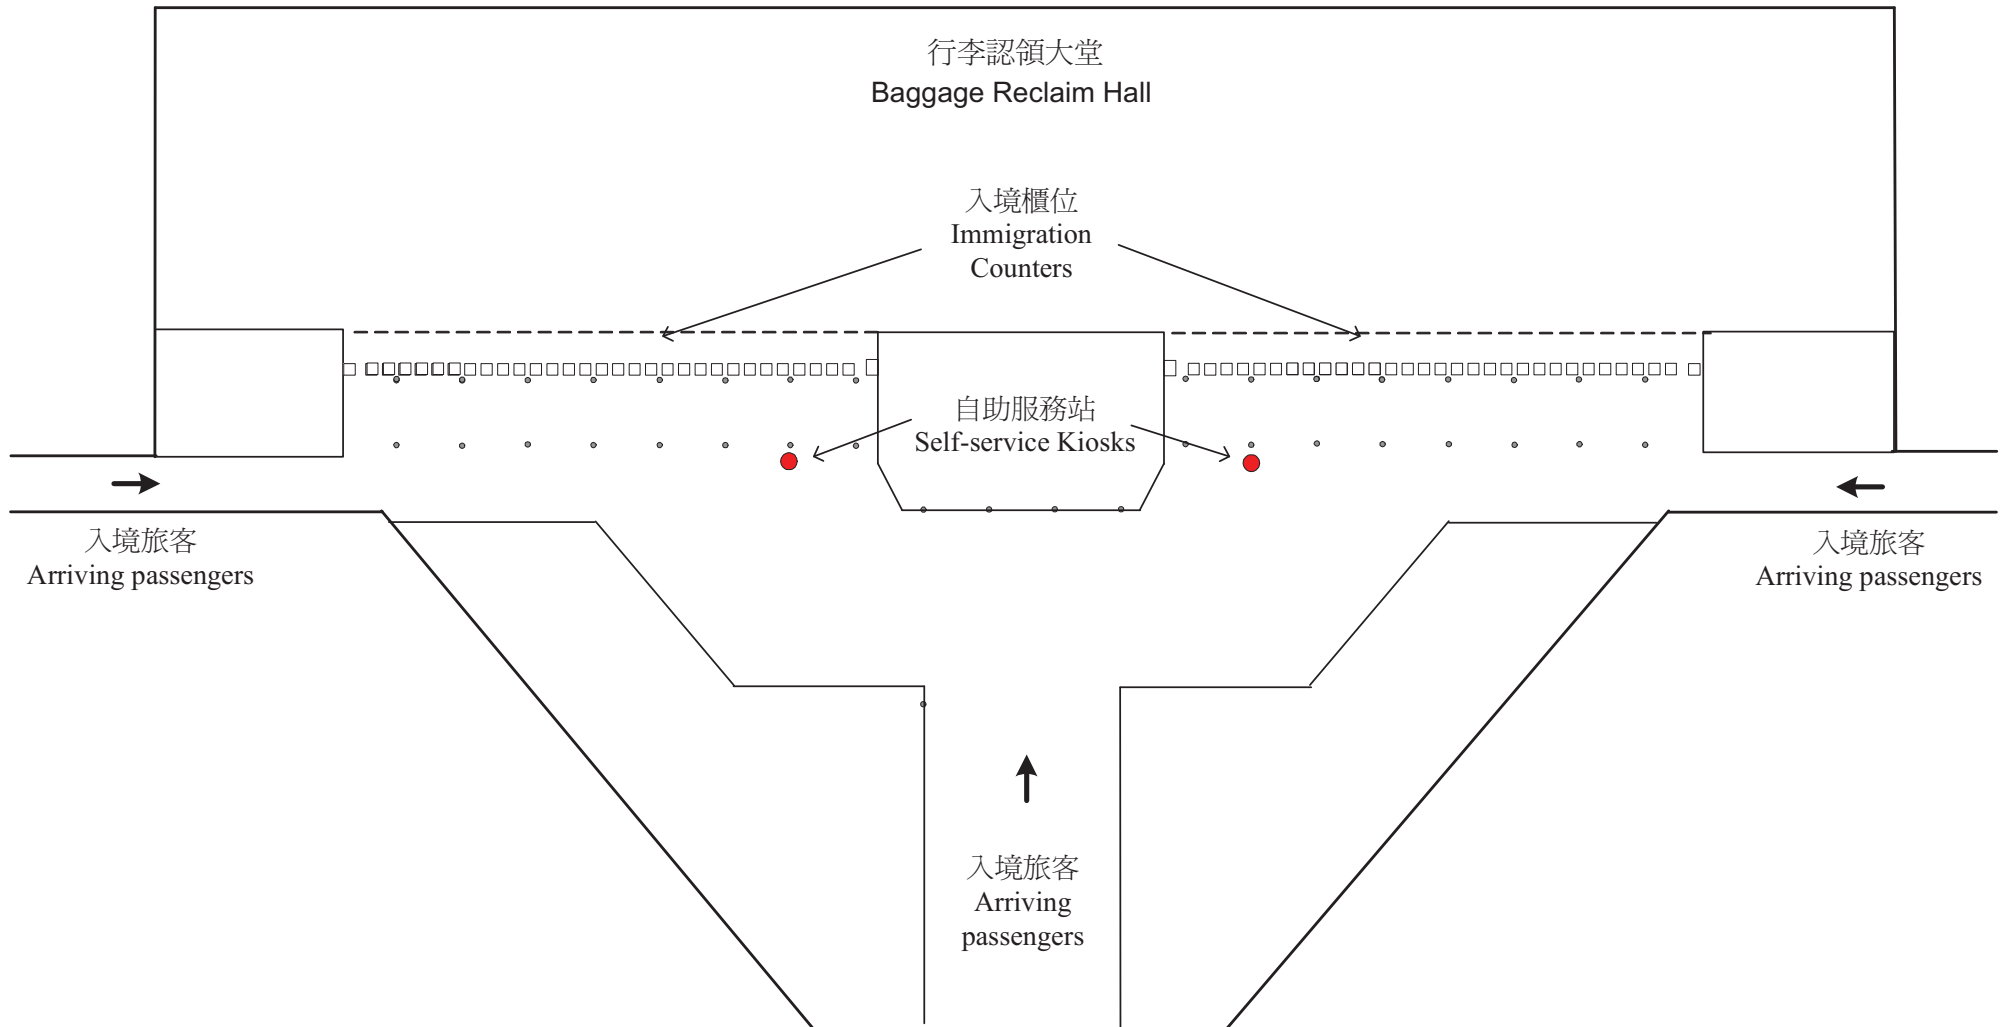 行李認領大堂
Baggage Reclaim Hall
入境櫃位
Immigration
Counters
自助服務站
Self-service Kiosks
入境旅客
Arriving passengers
入境旅客
Arriving passengers
入境旅客
Arriving
passengers